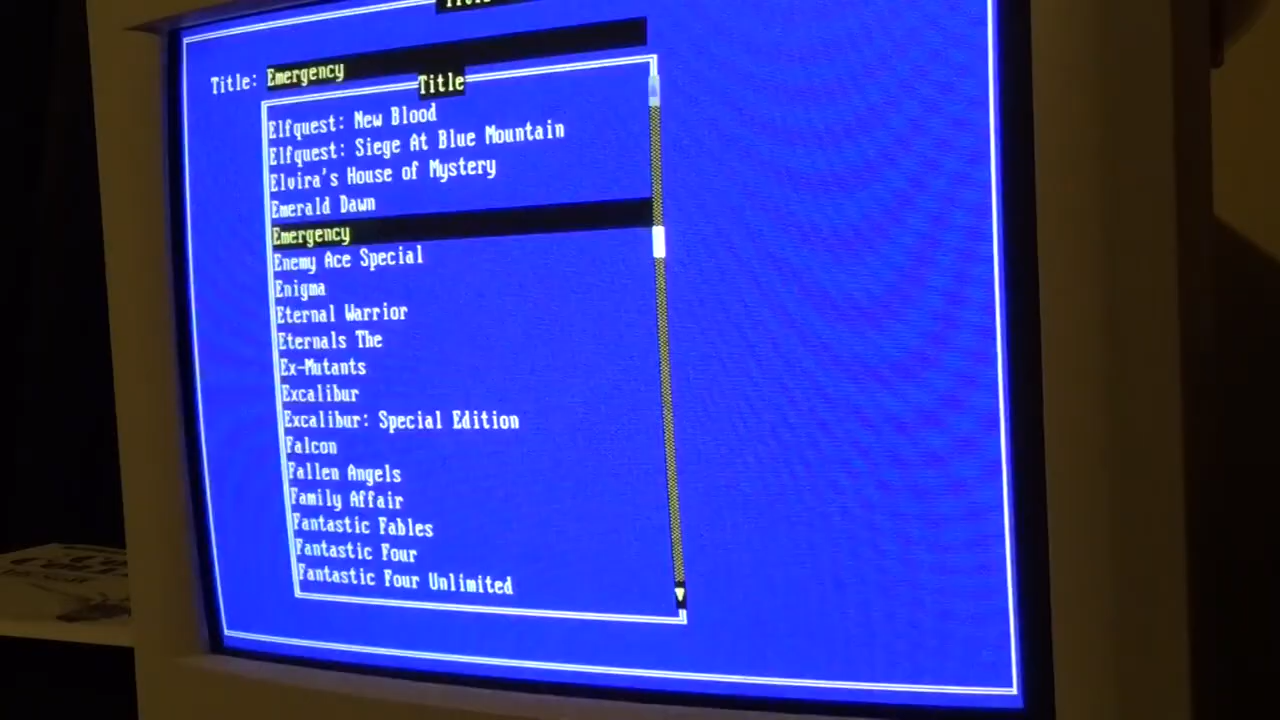 Title: Emergency
Title
Elfquest: New Blood
Elfquest: Siege At Blue Mountain
Elvira's House of Mystery
Emerald Dawn
Emergency
Enemy Ace Special
Enigma
Eternal Warrior
Eternals The
Ex-Mutants
Excalibur
Excalibur: Special Edition
Falcon
Fallen Angels
Family Affair
Fantastic Fables
Fantastic Four
Fantastic Four Unlimited